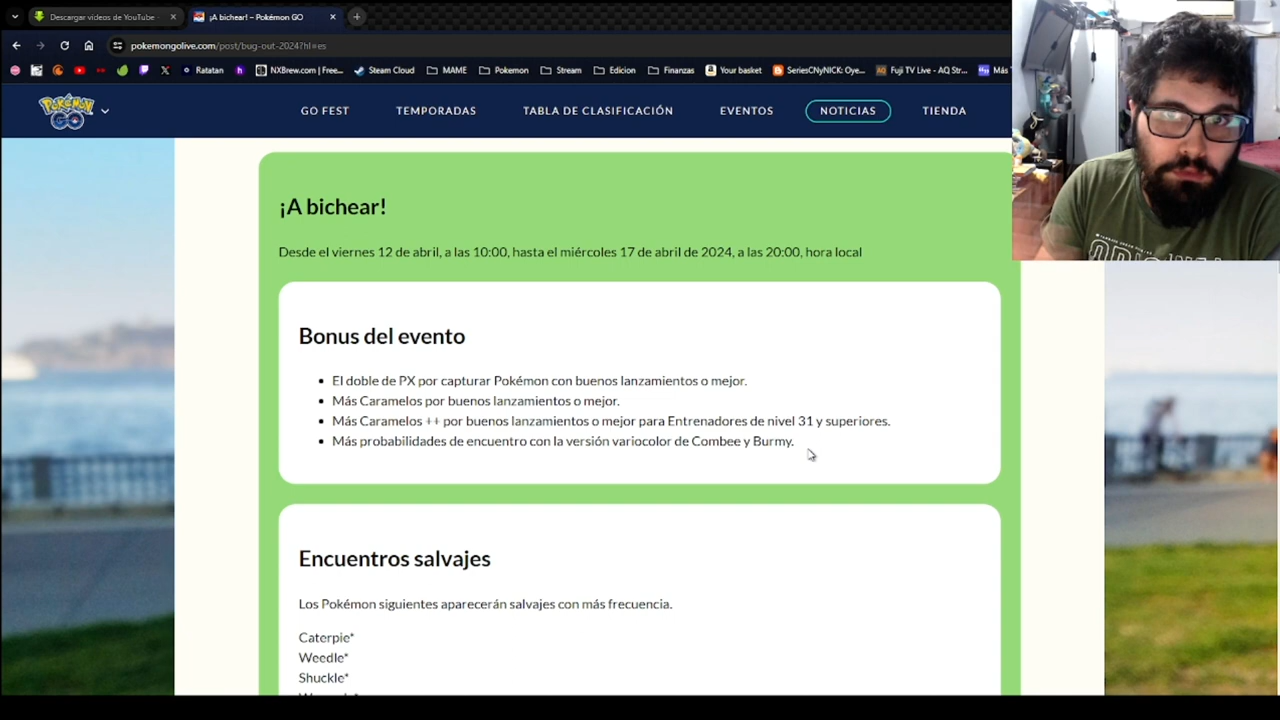 Descargar vídeos de YouTube
¡A bichear! – Pokémon GO
pokemongolive.com/post/bug-out-2024?hl=es
Ratatan
NXBrew.com | Free...
Steam Cloud
MAME
Pokemon
Stream
Edicion
Finanzas
Your basket
SeriesCNyNICK: Oye...
Fuji TV Live - AQ Str...
Más
POKÉMON GO
GO FEST
TEMPORADAS
TABLA DE CLASIFICACIÓN
EVENTOS
NOTICIAS
TIENDA
¡A bichear!
Desde el viernes 12 de abril, a las 10:00, hasta el miércoles 17 de abril de 2024, a las 20:00, hora local
Bonus del evento
El doble de PX por capturar Pokémon con buenos lanzamientos o mejor.
Más Caramelos por buenos lanzamientos o mejor.
Más Caramelos ++ por buenos lanzamientos o mejor para Entrenadores de nivel 31 y superiores.
Más probabilidades de encuentro con la versión variocolor de Combee y Burmy.
Encuentros salvajes
Los Pokémon siguientes aparecerán salvajes con más frecuencia.
Caterpie*
Weedle*
Shuckle*